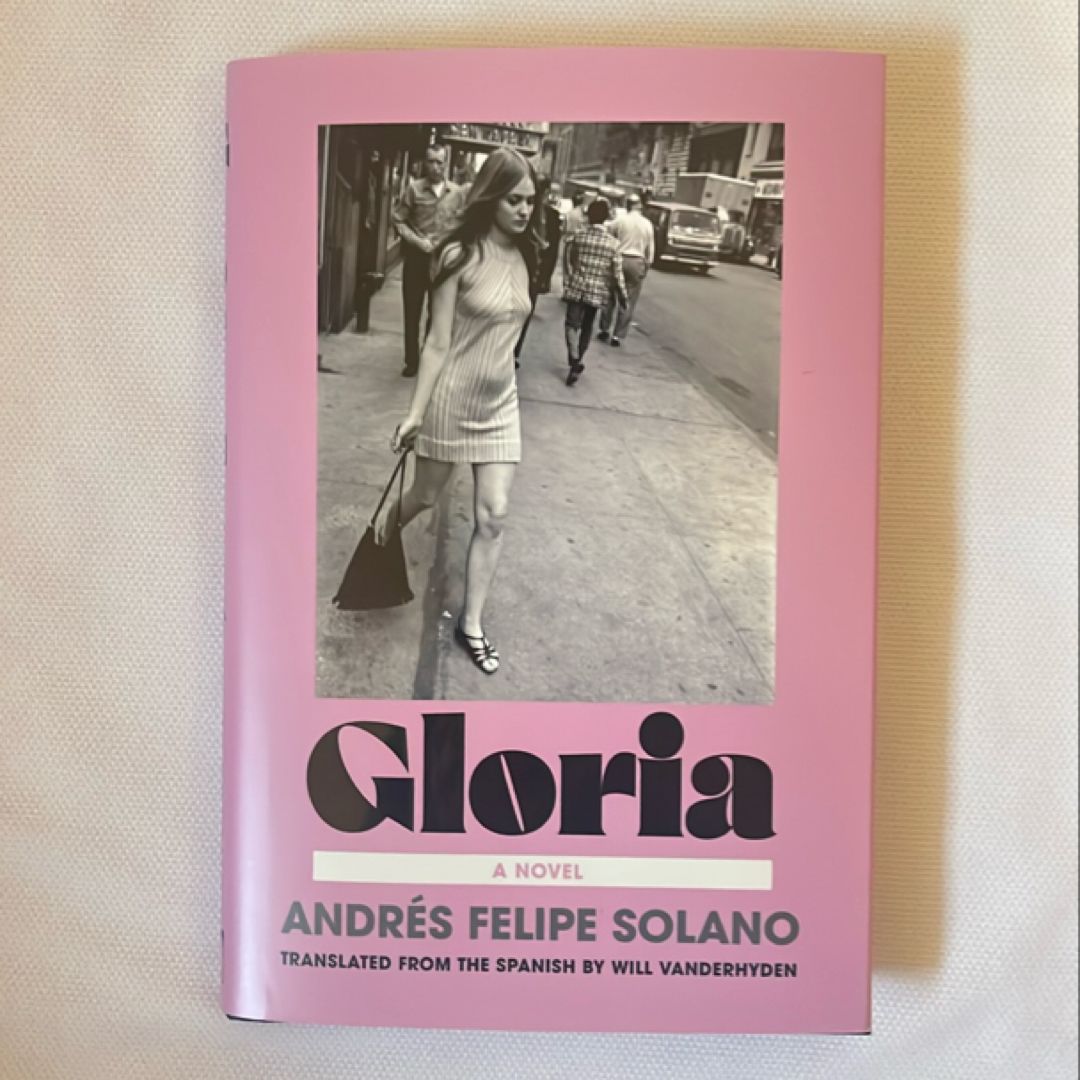 Gloria
A NOVEL
ANDRÉS FELIPE SOLANO
TRANSLATED FROM THE SPANISH BY WILL VANDERHYDEN